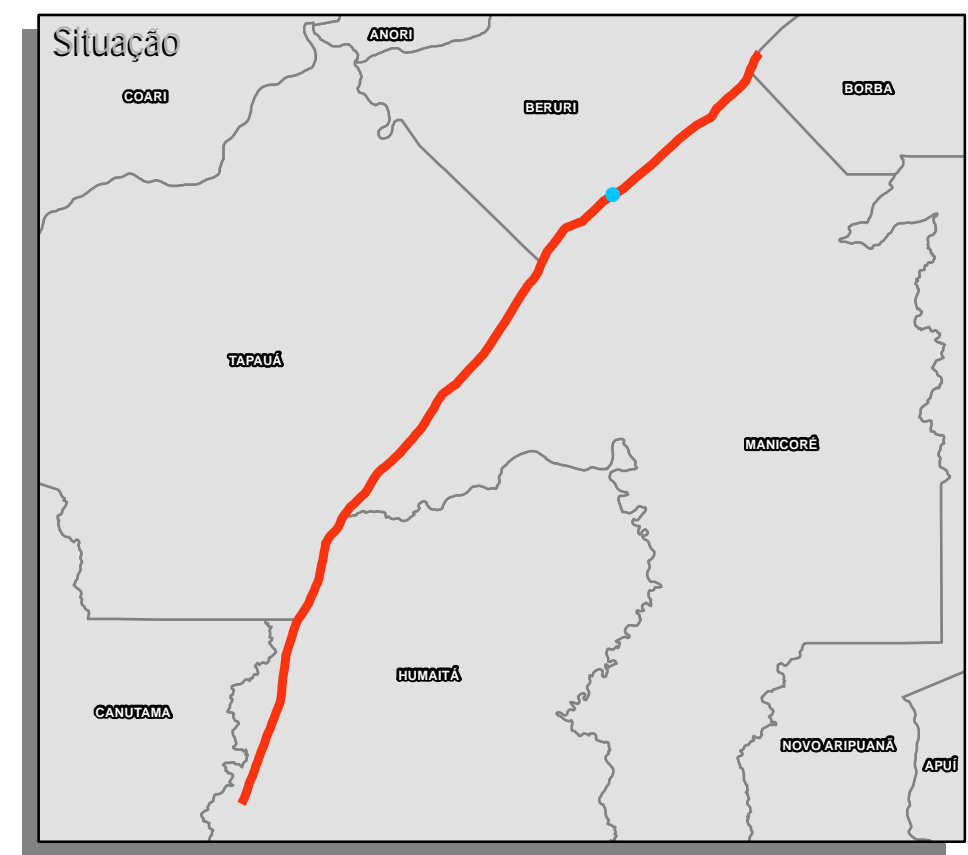 Situação
ANORI
COARI
BERURI
BORBA
TAPAUÁ
MANICORÉ
HUMAITÁ
CANUTAMA
NOVO ARIPUANÃ
APUÍ